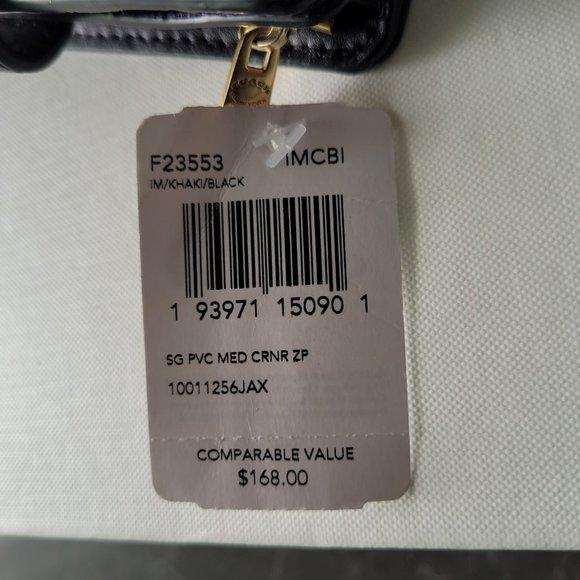 COACH
F23553 IMCBI
IM/KHAKI/BLACK
1 93971 15090 1
SG PVC MED CRNR ZP
10011256JAX
COMPARABLE VALUE
$168.00